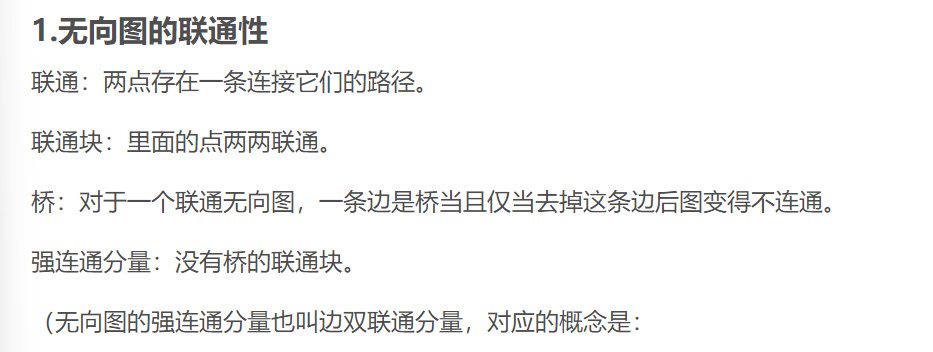 1.无向图的联通性
联通：两点存在一条连接它们的路径。
联通块：里面的点两两联通。
桥：对于一个联通无向图，一条边是桥当且仅当去掉这条边后图变得不连通。
强连通分量：没有桥的联通块。
（无向图的强连通分量也叫边双联通分量，对应的概念是：